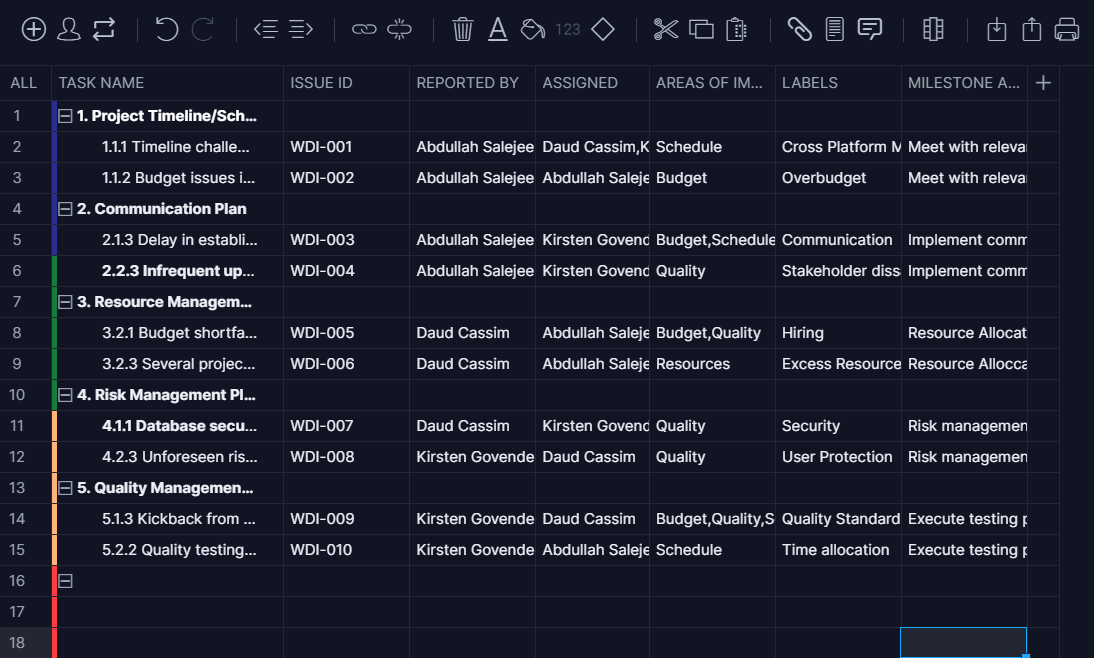 123
ALL TASK NAME ISSUE ID REPORTED BY ASSIGNED AREAS OF IM... LABELS MILESTONE A...
1 1. Project Timeline/Sch...
2 1.1.1 Timeline challe... WDI-001 Abdullah Salejee Daud Cassim,K Schedule Cross Platform M Meet with releva
3 1.1.2 Budget issues i... WDI-002 Abdullah Salejee Abdullah Saleje Budget Overbudget Meet with releva
4 2. Communication Plan
5 2.1.3 Delay in establi... WDI-003 Abdullah Salejee Kirsten Govend Budget,Schedule Communication Implement comm
6 2.2.3 Infrequent up... WDI-004 Abdullah Salejee Kirsten Govend Quality Stakeholder diss Implement comm
7 3. Resource Managem...
8 3.2.1 Budget shortfa... WDI-005 Daud Cassim Abdullah Saleje Budget,Quality Hiring Resource Allocat
9 3.2.3 Several projec... WDI-006 Daud Cassim Abdullah Saleje Resources Excess Resource Resource Allocca
10 4. Risk Management Pl...
11 4.1.1 Database secu... WDI-007 Daud Cassim Kirsten Govend Quality Security Risk managemen
12 4.2.3 Unforeseen ris... WDI-008 Kirsten Govende Daud Cassim Quality User Protection Risk managemen
13 5. Quality Managemen...
14 5.1.3 Kickback from ... WDI-009 Kirsten Govende Daud Cassim Budget,Quality,S Quality Standard Execute testing p
15 5.2.2 Quality testing... WDI-010 Kirsten Govende Abdullah Saleje Schedule Time allocation Execute testing p
16
17
18